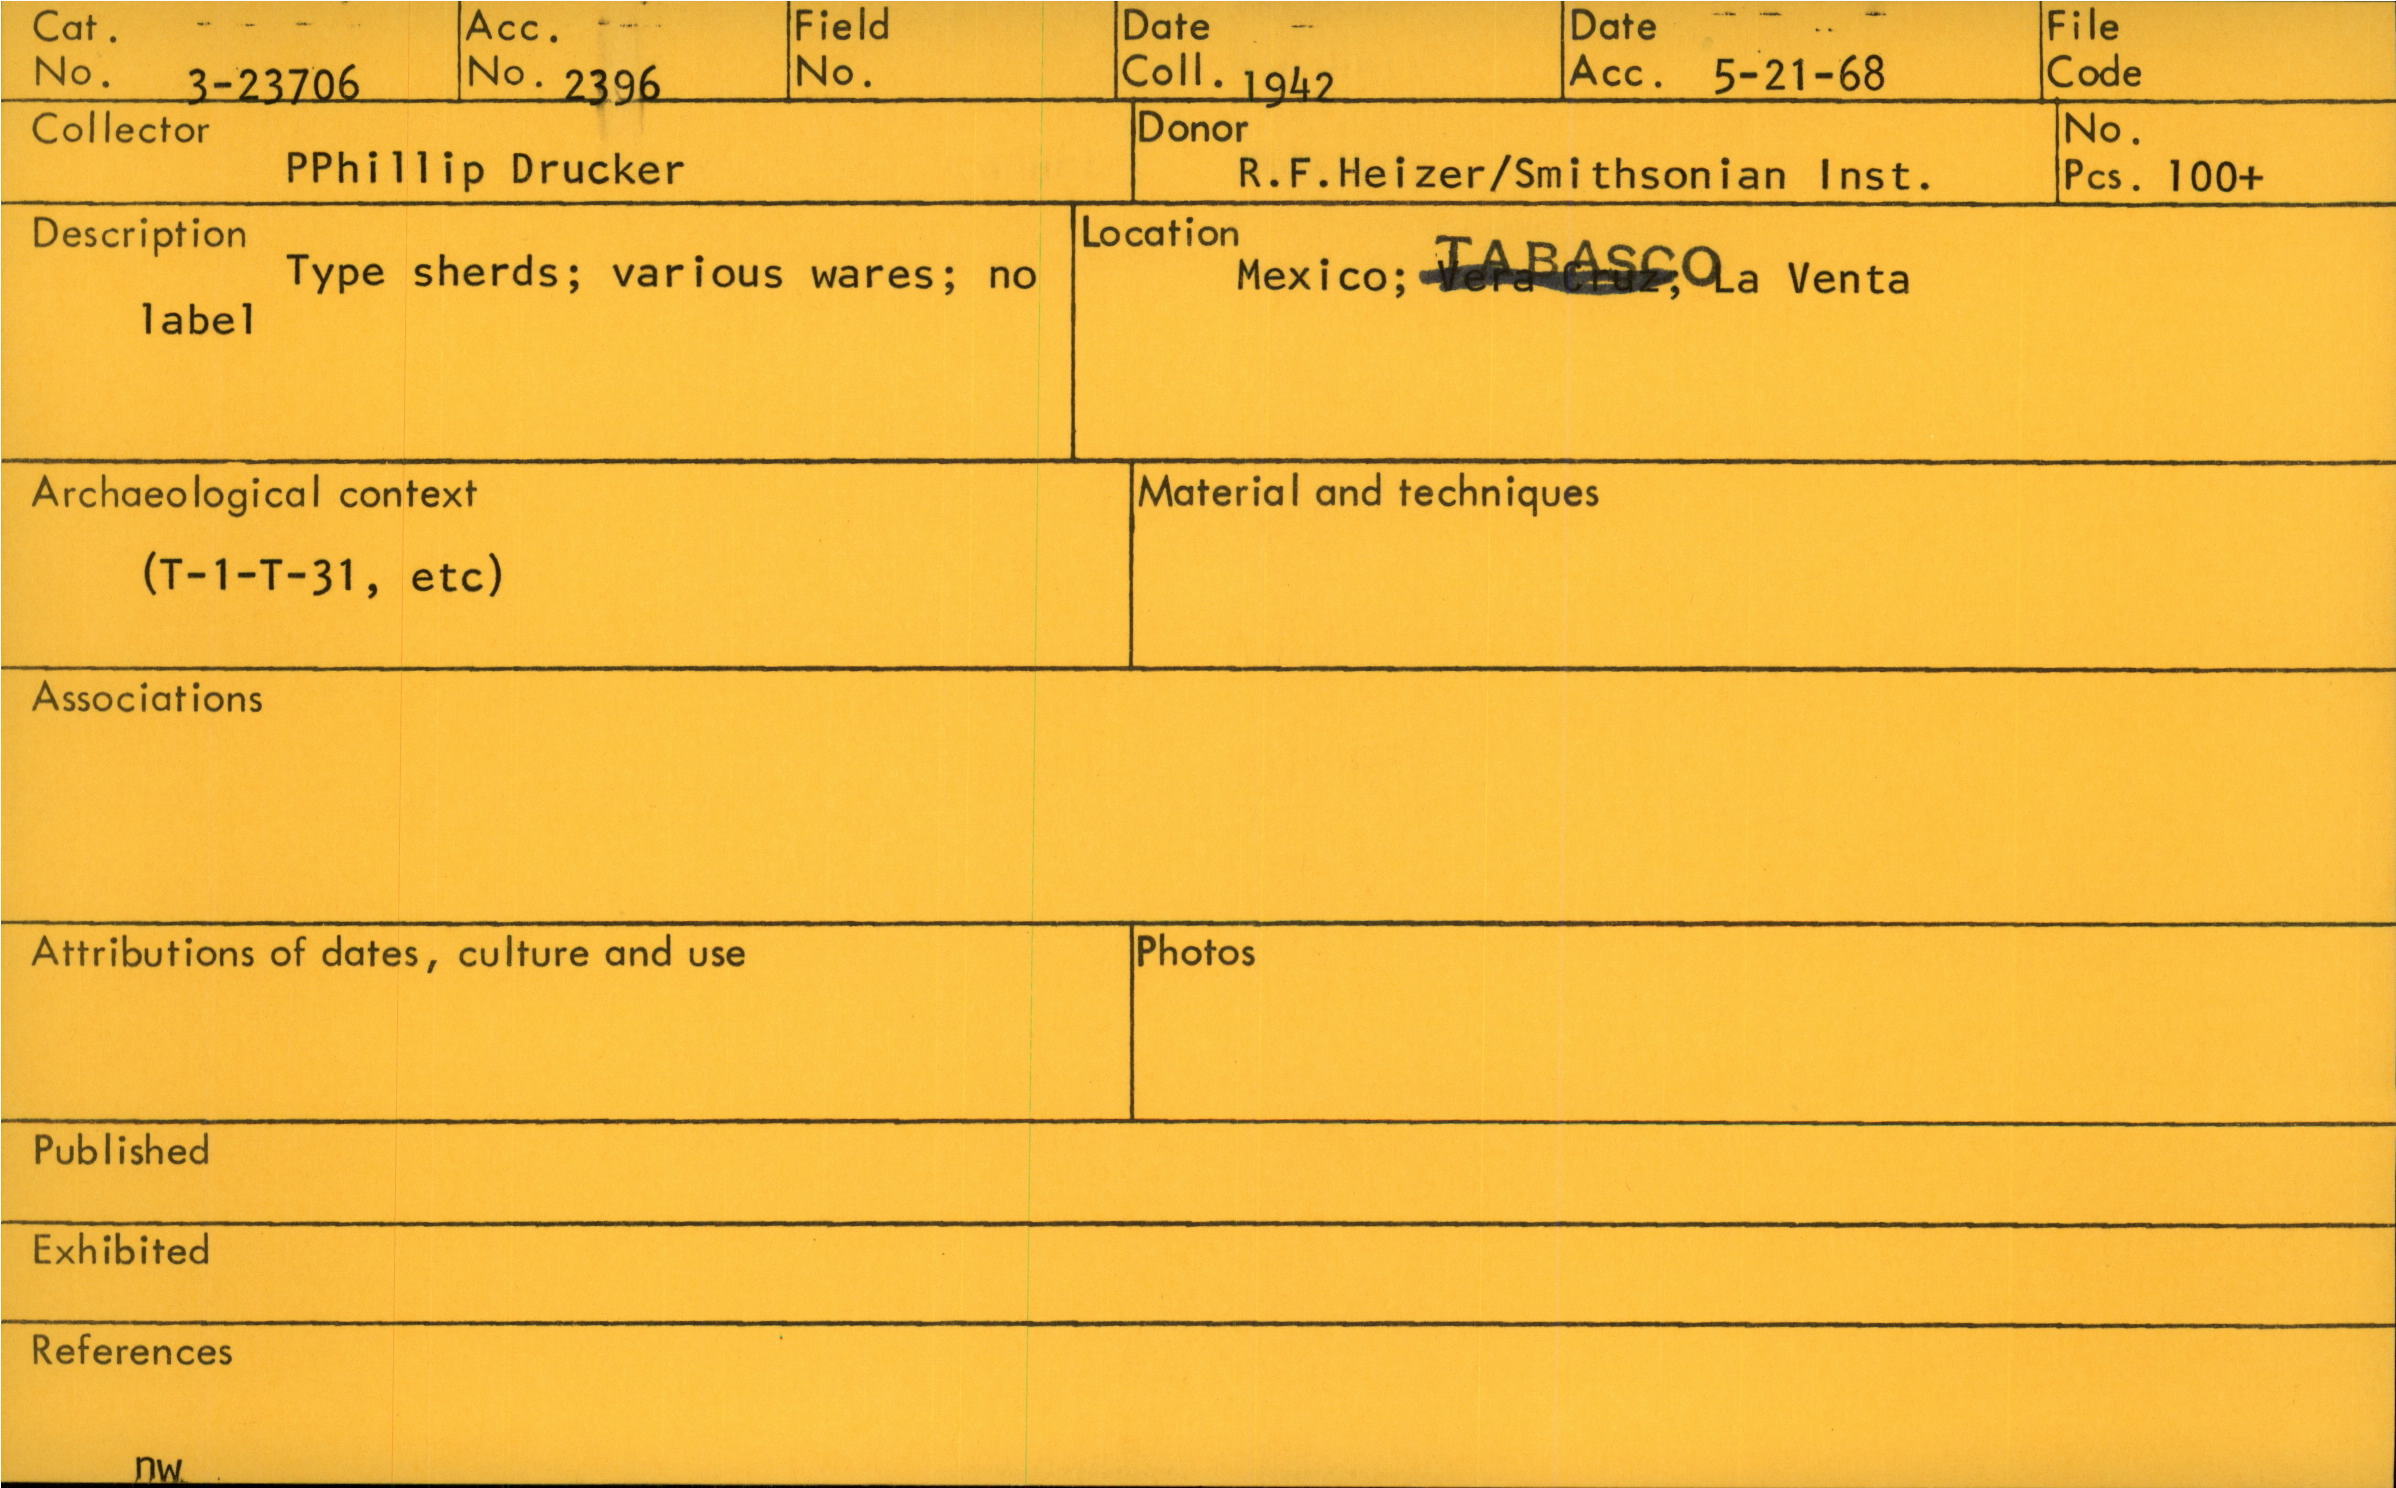 Cat. No. 3-23706
Acc. No. 2396
Field No.
Date Coll. 1942
Date Acc. 5-21-68
File Code
Collector
PPhillip Drucker
Donor
R.F.Heizer/Smithsonian Inst.
No. Pcs. 100+
Description
Type sherds; various wares; no
label
Location
TABASCO
Mexico; Vera Cruz, La Venta
Archaeological context
(T-1-T-31, etc)
Material and techniques
Associations
Attributions of dates, culture and use
Photos
Published
Exhibited
References
nw